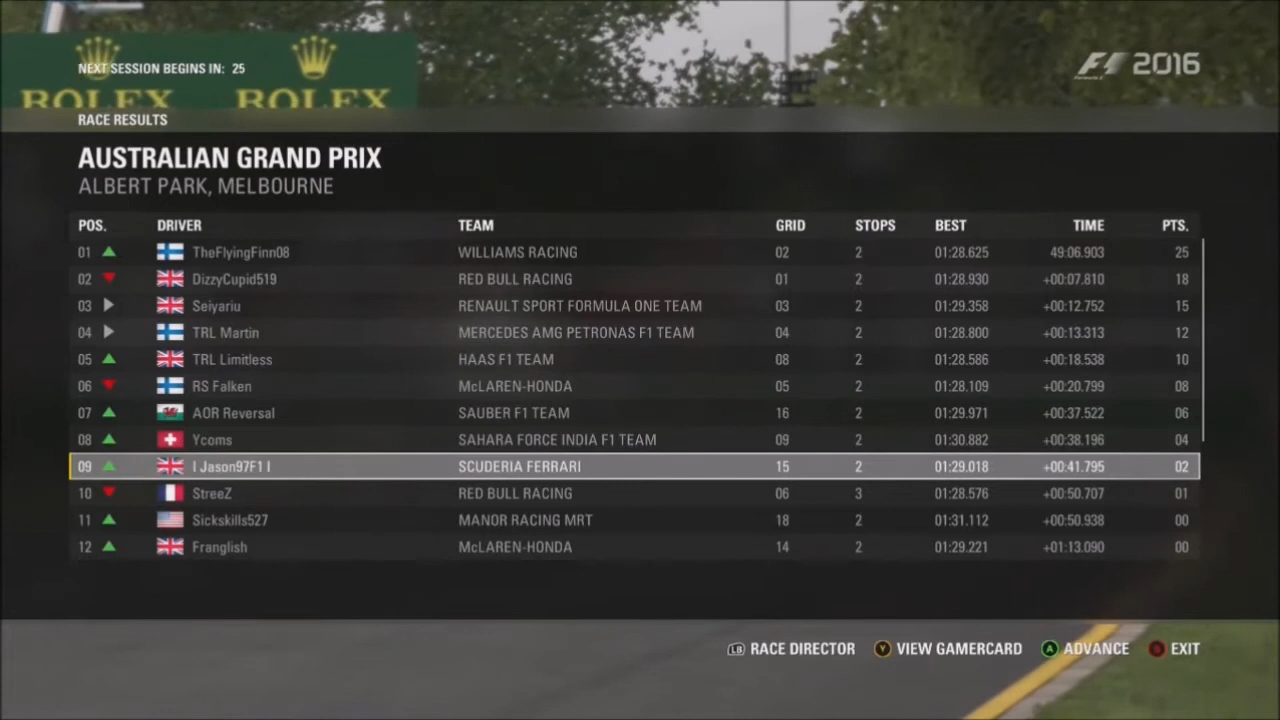 NEXT SESSION BEGINS IN: 25
ROLEX ROLEX
F1 2016
RACE RESULTS
AUSTRALIAN GRAND PRIX
ALBERT PARK, MELBOURNE
POS. DRIVER TEAM GRID STOPS BEST TIME PTS.
01 TheFlyingFinn08 WILLIAMS RACING 02 2 01:28.625 49:06.903 25
02 DizzyCupid519 RED BULL RACING 01 2 01:28.930 +00:07.810 18
03 Seiyariu RENAULT SPORT FORMULA ONE TEAM 03 2 01:29.358 +00:12.752 15
04 TRL Martin MERCEDES AMG PETRONAS F1 TEAM 04 2 01:28.800 +00:13.313 12
05 TRL Limitless HAAS F1 TEAM 08 2 01:28.586 +00:18.538 10
06 RS Falken McLAREN-HONDA 05 2 01:28.109 +00:20.799 08
07 AOR Reversal SAUBER F1 TEAM 16 2 01:29.971 +00:37.522 06
08 Ycoms SAHARA FORCE INDIA F1 TEAM 09 2 01:30.882 +00:38.196 04
09 I Jason97F1 I SCUDERIA FERRARI 15 2 01:29.018 +00:41.795 02
10 StreeZ RED BULL RACING 06 3 01:28.576 +00:50.707 01
11 Sickskills527 MANOR RACING MRT 18 2 01:31.112 +00:50.938 00
12 Franglish McLAREN-HONDA 14 2 01:29.221 +01:13.090 00
LB RACE DIRECTOR Y VIEW GAMERCARD A ADVANCE EXIT